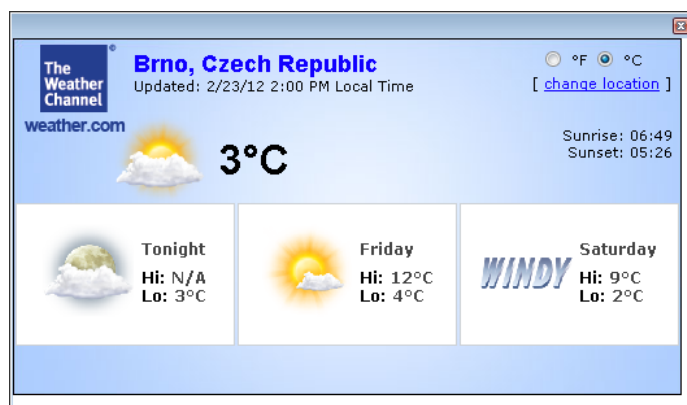 The
Weather
Channel
weather.com
Brno, Czech Republic
Updated: 2/23/12 2:00 PM Local Time
°F °C
[ change location ]
3°C
Sunrise: 06:49
Sunset: 05:26
Tonight
Hi: N/A
Lo: 3°C
Friday
Hi: 12°C
Lo: 4°C
WINDY
Saturday
Hi: 9°C
Lo: 2°C